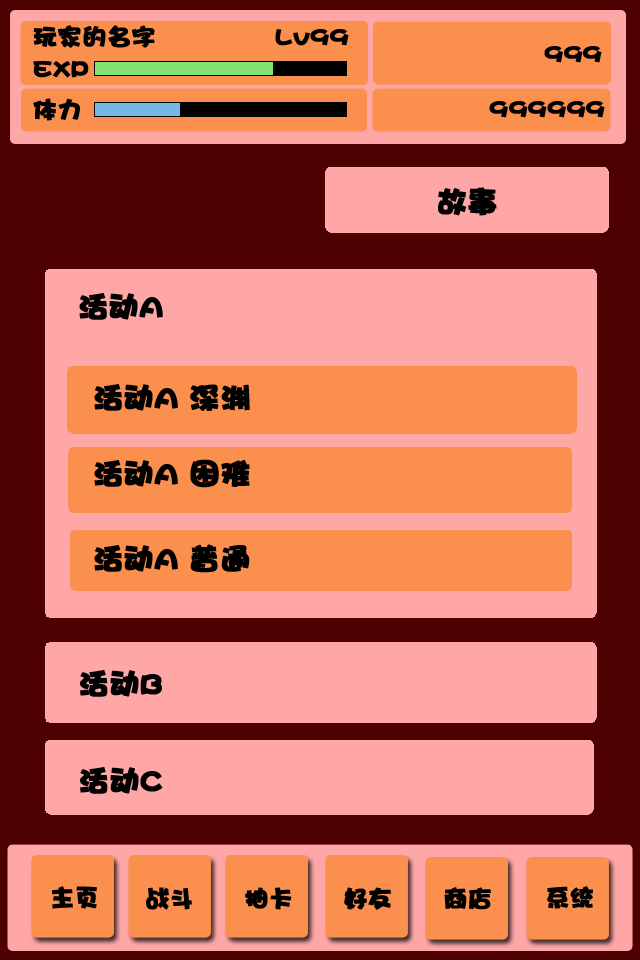 玩家的名字 Lv99
999
EXP
体力
999999
故事
活动A
活动A 深渊
活动A 困难
活动A 普通
活动B
活动C
主页 战斗 抽卡 好友 商店 系统